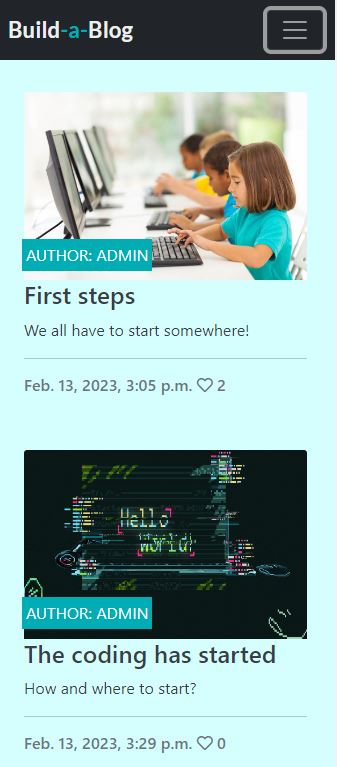 Build-a-Blog
AUTHOR: ADMIN
First steps
We all have to start somewhere!
Feb. 13, 2023, 3:05 p.m. 2
Hello
World!
AUTHOR: ADMIN
The coding has started
How and where to start?
Feb. 13, 2023, 3:29 p.m. 0